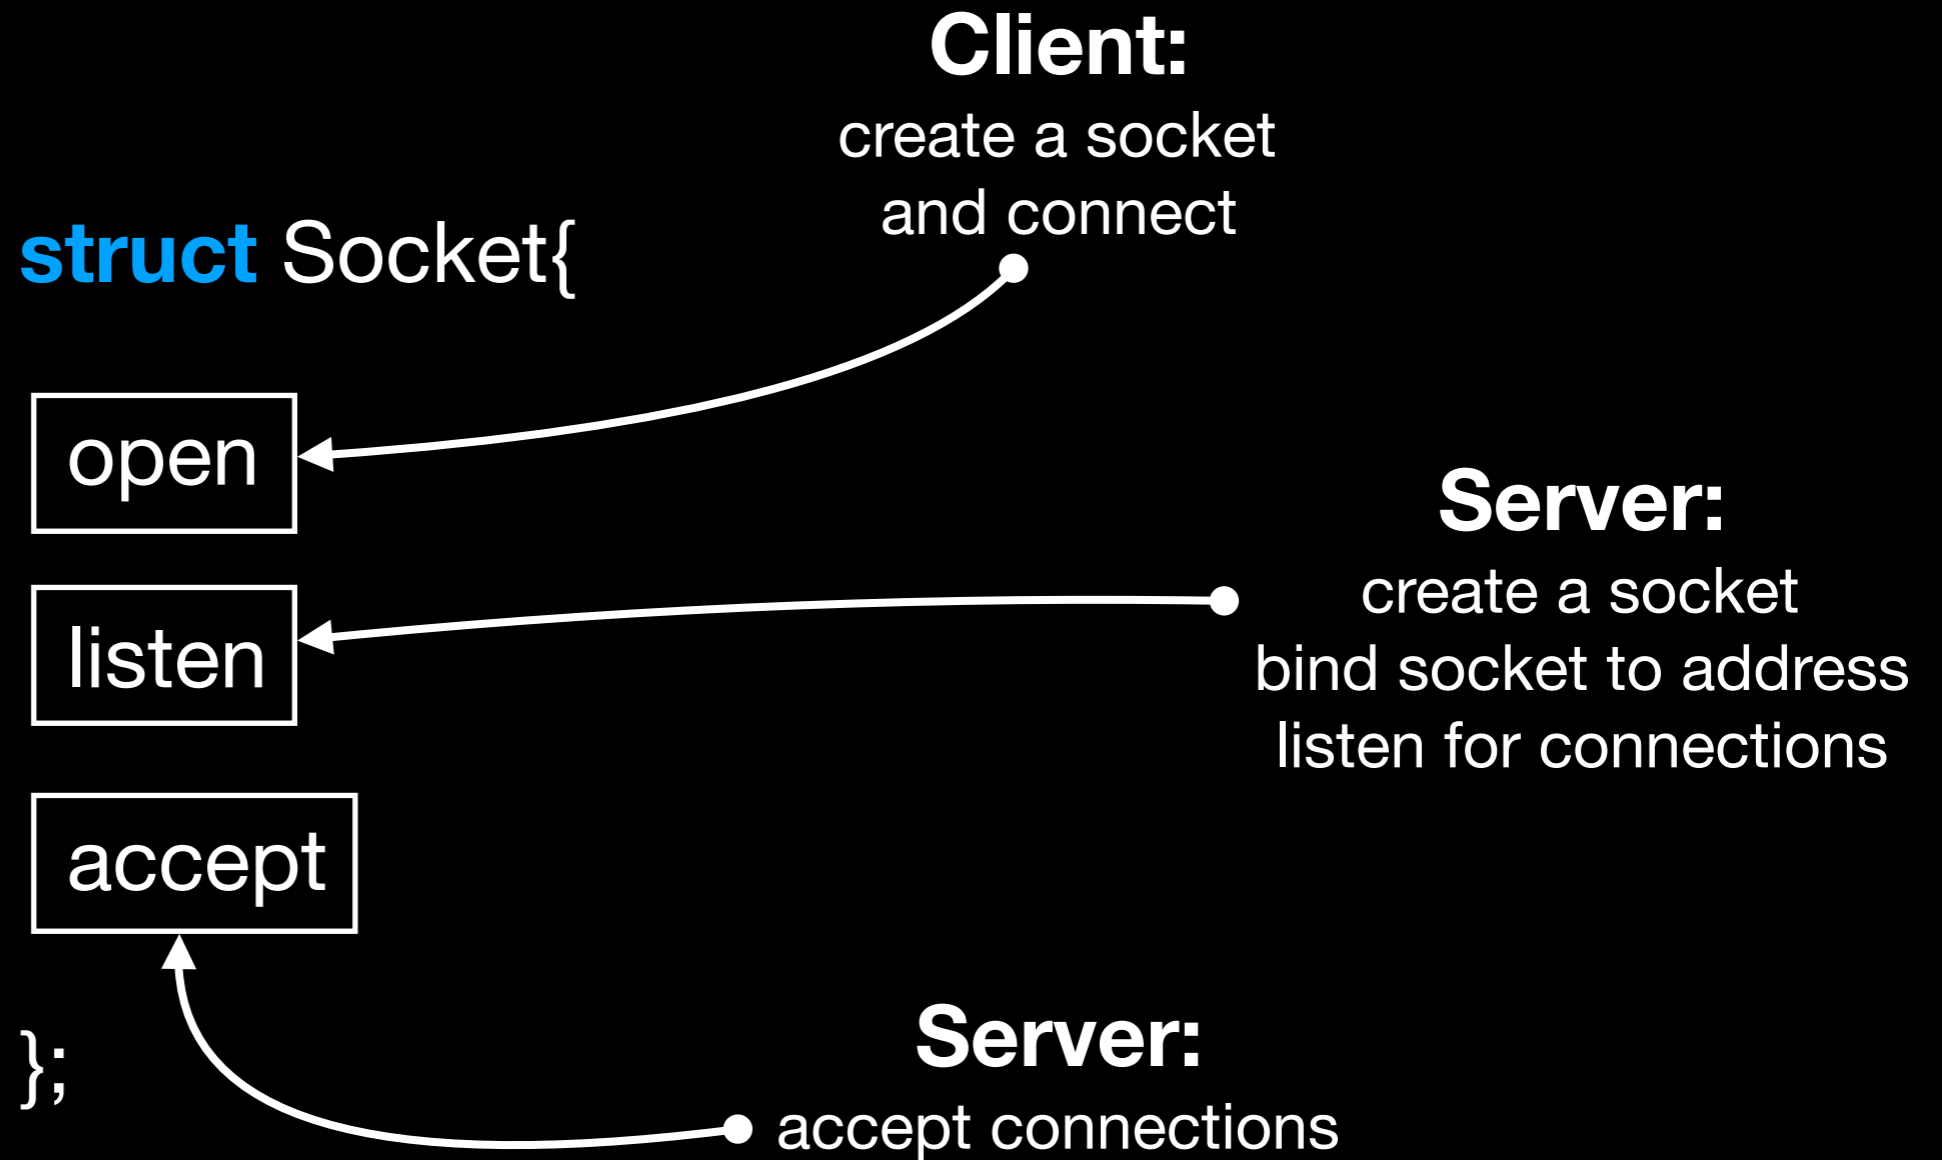 Client:
create a socket
and connect
struct Socket{
open
listen
accept
};
Server:
create a socket
bind socket to address
listen for connections
Server:
accept connections